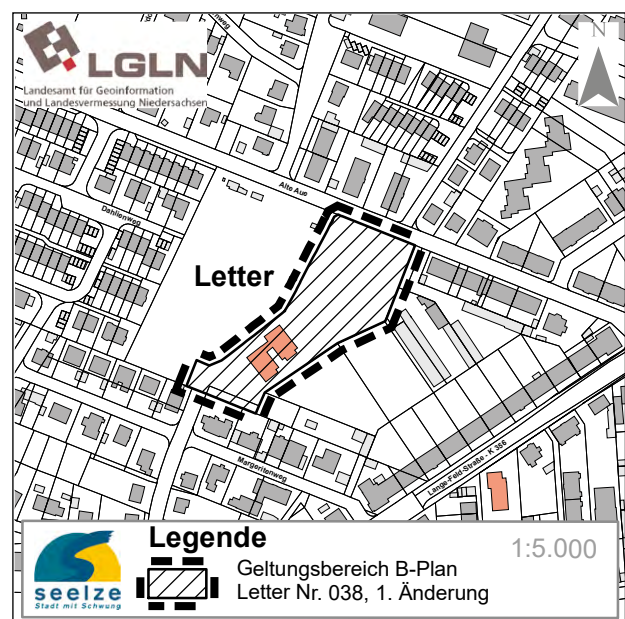 LGLN
Landesamt für Geoinformation
und Landesvermessung Niedersachsen
N
Alte Aue
Dahlienweg
Letter
Margeritenweg
Lange-Feld-Straße - K 356
Legende
1:5.000
Geltungsbereich B-Plan
Letter Nr. 038, 1. Änderung
seelze
Stadt mit Schwung